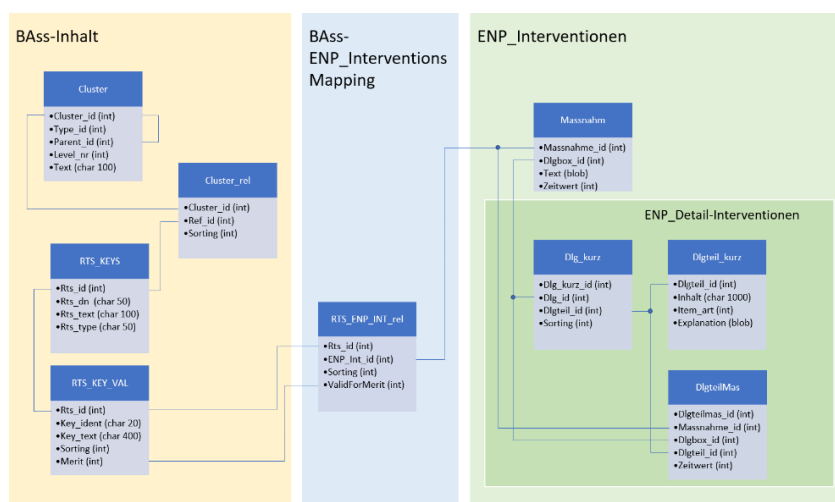 BAss-Inhalt
Cluster
•Cluster_id (int)
•Type_id (int)
•Parent_id (int)
•Level_nr (int)
•Text (char 100)
Cluster_rel
•Cluster_id (int)
•Ref_id (int)
•Sorting (int)
RTS_KEYS
•Rts_id (int)
•Rts_dn (char 50)
•Rts_text (char 100)
•Rts_type (char 50)
RTS_KEY_VAL
•Rts_id (int)
•Key_ident (char 20)
•Key_text (char 400)
•Sorting (int)
•Merit (int)
BAss-
ENP_Interventions
Mapping
RTS_ENP_INT_rel
•Rts_id (int)
•ENP_Int_id (int)
•Sorting (int)
•ValidForMerit (int)
ENP_Interventionen
Massnahm
•Massnahme_id (int)
•Dlgbox_id (int)
•Text (blob)
•Zeitwert (int)
ENP_Detail-Interventionen
Dlg_kurz
•Dlg_kurz_id (int)
•Dlg_id (int)
•Dlgteil_id (int)
•Sorting (int)
Dlgteil_kurz
•Dlgteil_id (int)
•Inhalt (char 1000)
•Item_art (int)
•Explanation (blob)
DlgteilMas
•Dlgteilmas_id (int)
•Massnahme_id (int)
•Dlgbox_id (int)
•Dlgteil_id (int)
•Zeitwert (int)